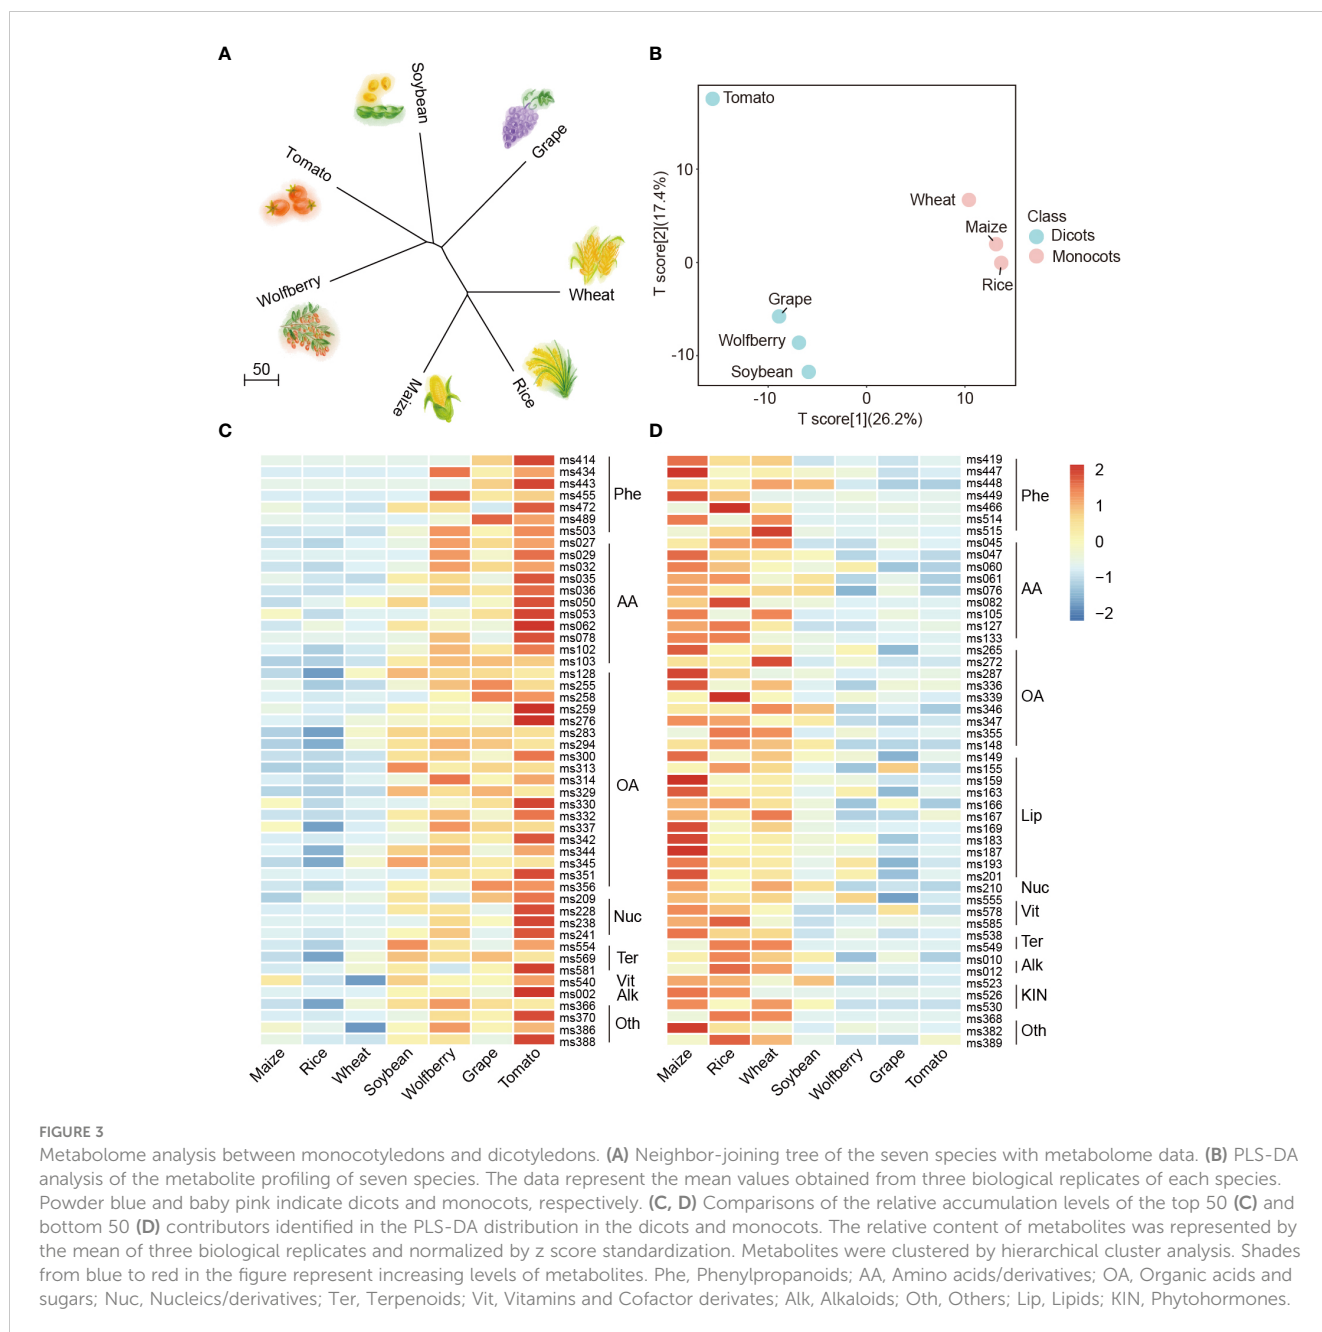 A
Soybean
Grape
Tomato
Wolfberry
Wheat
Maize
Rice
50
B
Tomato
Wheat
Maize
Rice
Grape
Wolfberry
Soybean
Class
Dicots
Monocots
10
0
-10
T score[2](17.4%)
-10
0
10
T score[1](26.2%)
C
ms414
ms434
ms443
ms455
ms472
ms489
ms503
ms027
ms029
ms032
ms035
ms036
ms050
ms053
ms062
ms078
ms102
ms103
ms128
ms255
ms258
ms259
ms276
ms283
ms294
ms300
ms313
ms314
ms329
ms330
ms332
ms337
ms342
ms344
ms345
ms351
ms356
ms209
ms228
ms238
ms241
ms554
ms569
ms581
ms540
ms002
ms366
ms370
ms386
ms388
Phe
AA
OA
Nuc
Ter
Vit
Alk
Oth
Maize
Rice
Wheat
Soybean
Wolfberry
Grape
Tomato
D
ms419
ms447
ms448
ms449
ms466
ms514
ms515
ms045
ms047
ms060
ms061
ms076
ms082
ms105
ms127
ms133
ms265
ms272
ms287
ms336
ms339
ms346
ms347
ms355
ms148
ms149
ms155
ms159
ms163
ms166
ms167
ms169
ms183
ms187
ms193
ms201
ms210
ms555
ms578
ms585
ms538
ms549
ms010
ms012
ms523
ms526
ms530
ms368
ms382
ms389
Phe
AA
OA
Lip
Nuc
Vit
Ter
Alk
KIN
Oth
Maize
Rice
Wheat
Soybean
Wolfberry
Grape
Tomato
2
1
0
−1
−2
FIGURE 3
Metabolome analysis between monocotyledons and dicotyledons. (A) Neighbor-joining tree of the seven species with metabolome data. (B) PLS-DA
analysis of the metabolite profiling of seven species. The data represent the mean values obtained from three biological replicates of each species.
Powder blue and baby pink indicate dicots and monocots, respectively. (C, D) Comparisons of the relative accumulation levels of the top 50 (C) and
bottom 50 (D) contributors identified in the PLS-DA distribution in the dicots and monocots. The relative content of metabolites was represented by
the mean of three biological replicates and normalized by z score standardization. Metabolites were clustered by hierarchical cluster analysis. Shades
from blue to red in the figure represent increasing levels of metabolites. Phe, Phenylpropanoids; AA, Amino acids/derivatives; OA, Organic acids and
sugars; Nuc, Nucleics/derivatives; Ter, Terpenoids; Vit, Vitamins and Cofactor derivates; Alk, Alkaloids; Oth, Others; Lip, Lipids; KIN, Phytohormones.